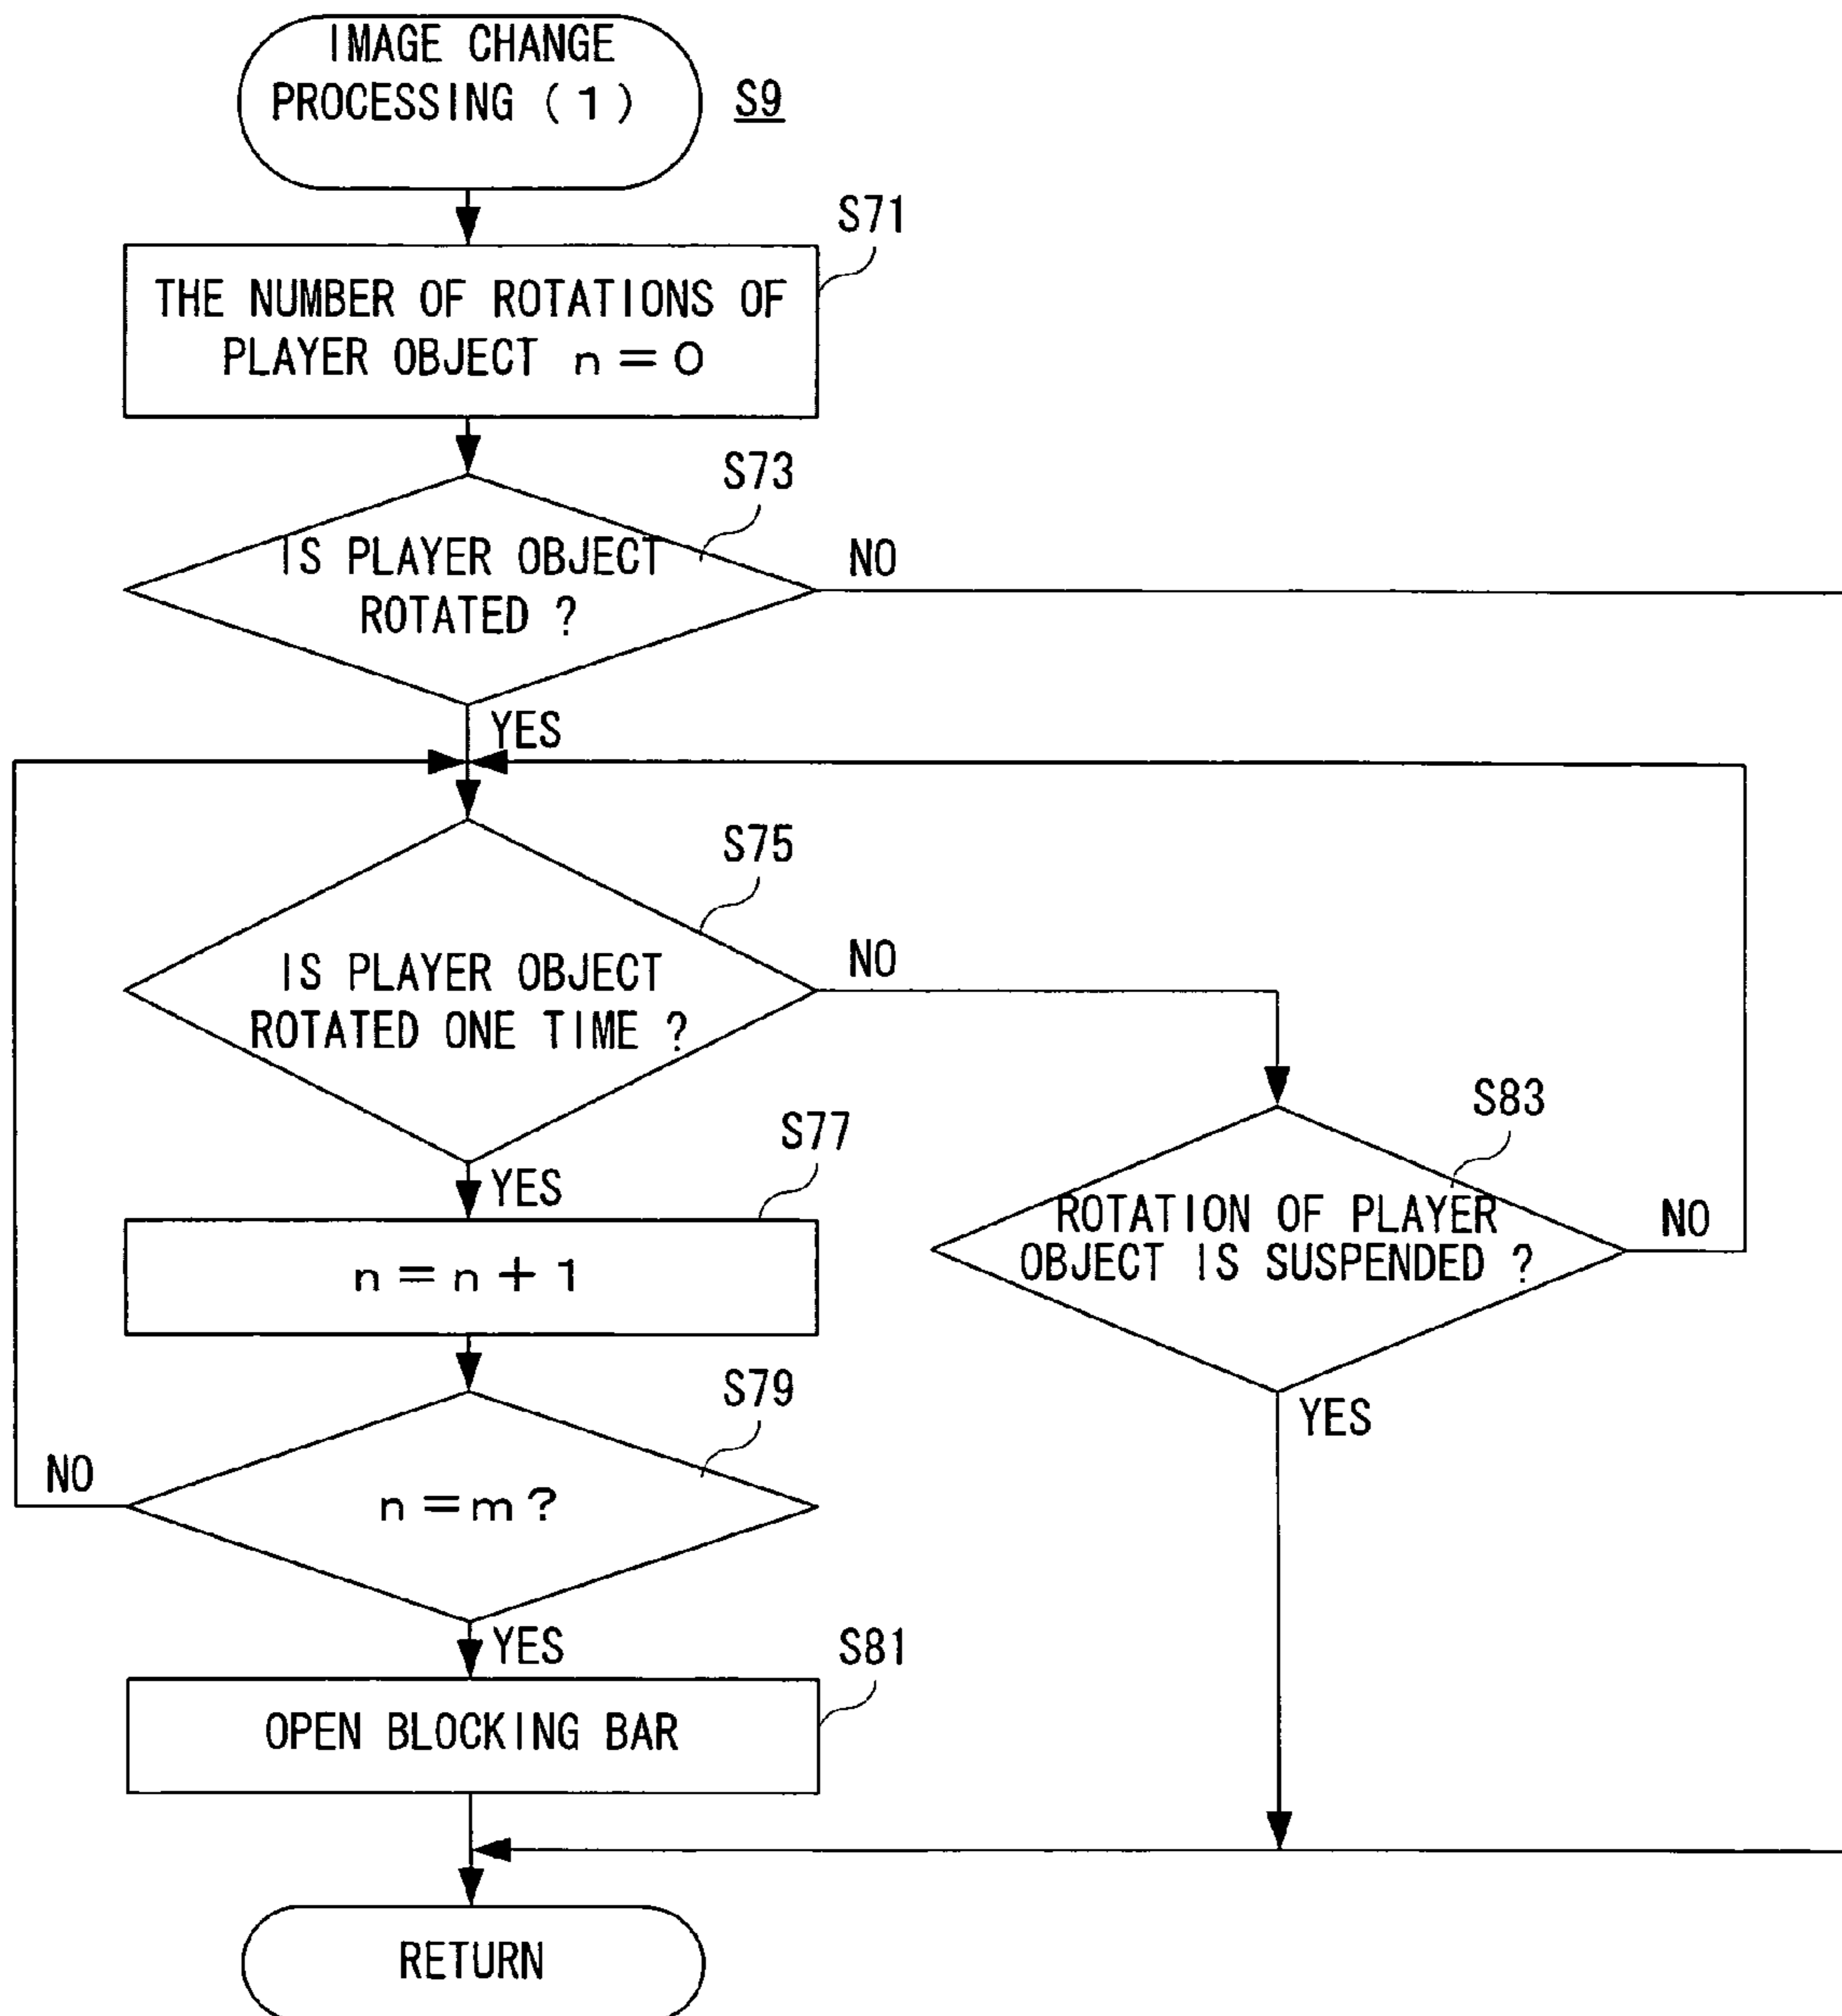 IMAGE CHANGE
PROCESSING (1)
S9
S71
THE NUMBER OF ROTATIONS OF
PLAYER OBJECT n = 0
S73
IS PLAYER OBJECT
ROTATED ?
NO
YES
S75
IS PLAYER OBJECT
ROTATED ONE TIME ?
NO
YES
S77
n = n + 1
S83
ROTATION OF PLAYER
OBJECT IS SUSPENDED ?
NO
YES
S79
n = m ?
NO
YES
S81
OPEN BLOCKING BAR
RETURN